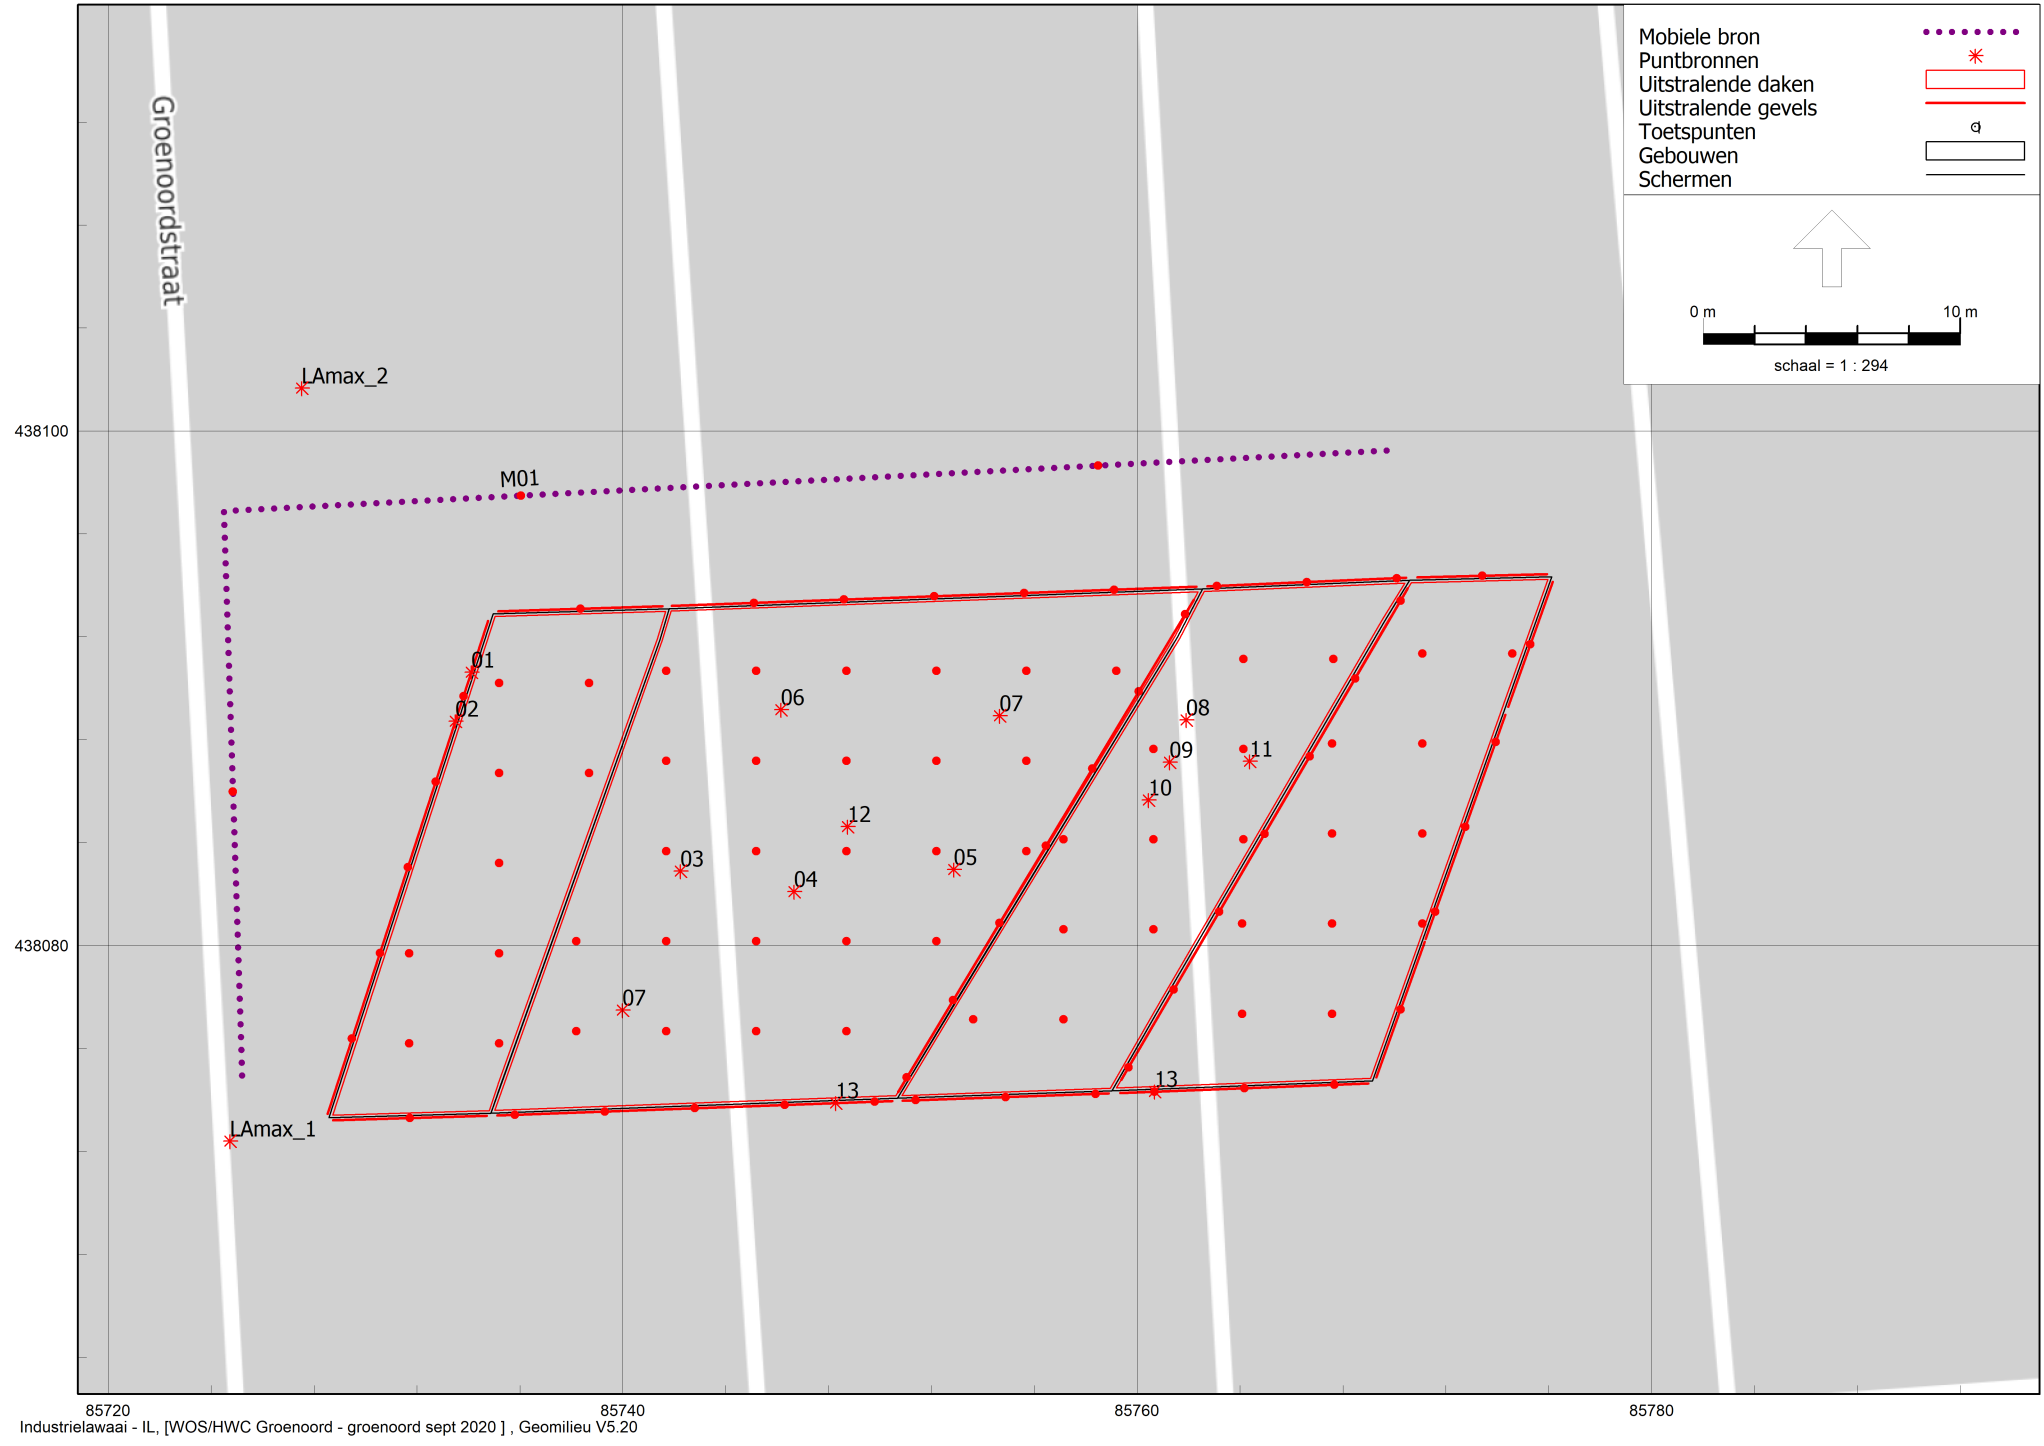 Mobiele bron
Puntbronnen
Uitstralende daken
Uitstralende gevels
Toetspunten
Gebouwen
Schermen
0 m 10 m
schaal = 1 : 294
Groenoordstraat
LAmax_2
438100
M01
01
02
06
07
08
09
11
10
12
03
04
05
438080
07
13
13
LAmax_1
85720 85740 85760 85780
Industrielawaai - IL, [WOS/HWC Groenoord - groenoord sept 2020 ] , Geomilieu V5.20